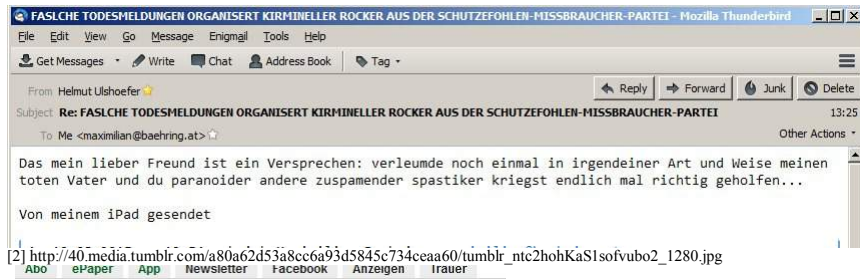 FASLCHE TODESMELDUNGEN ORGANISERT KIRMINELLER ROCKER AUS DER SCHUTZEFOHLEN-MISSBRAUCHER-PARTEI - Mozilla Thunderbird
File Edit View Go Message Enigmail Tools Help
Get Messages Write Chat Address Book Tag
From Helmut Ulshoefer Reply Forward Junk Delete
Subject Re: FASLCHE TODESMELDUNGEN ORGANISERT KIRMINELLER ROCKER AUS DER SCHUTZEFOHLEN-MISSBRAUCHER-PARTEI 13:25
To Me <maximilian@baehring.at> Other Actions
Das mein lieber Freund ist ein Versprechen: verleumde noch einmal in irgendeiner Art und Weise meinen
toten Vater und du paranoider andere zuspamender spastiker kriegst endlich mal richtig geholfen...
Von meinem iPad gesendet
[2] http://40.media.tumblr.com/a80a62d53a8cc6a93d5845c734ceaa60/tumblr_ntc2hohKaS1sofvubo2_1280.jpg
Abo ePaper App Newsletter Facebook Anzeigen Trauer